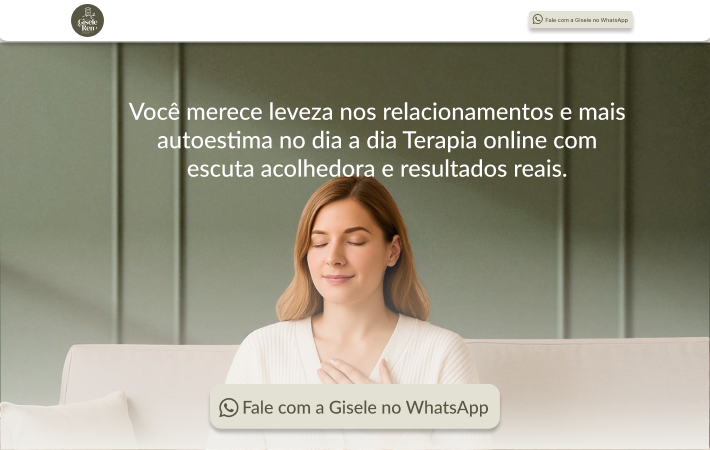 Gisele
Fale com a Gisele no WhatsApp
Você merece leveza nos relacionamentos e mais
autoestima no dia a dia Terapia online com
escuta acolhedora e resultados reais.
Fale com a Gisele no WhatsApp